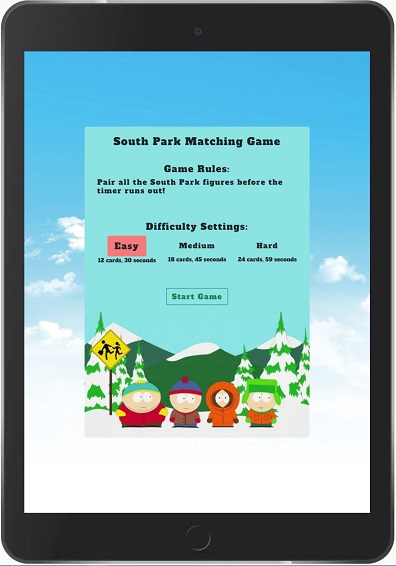 South Park Matching Game
Game Rules:
Pair all the South Park figures before the
timer runs out!
Difficulty Settings:
Easy Medium Hard
12 cards, 30 seconds 18 cards, 45 seconds 24 cards, 59 seconds
Start Game